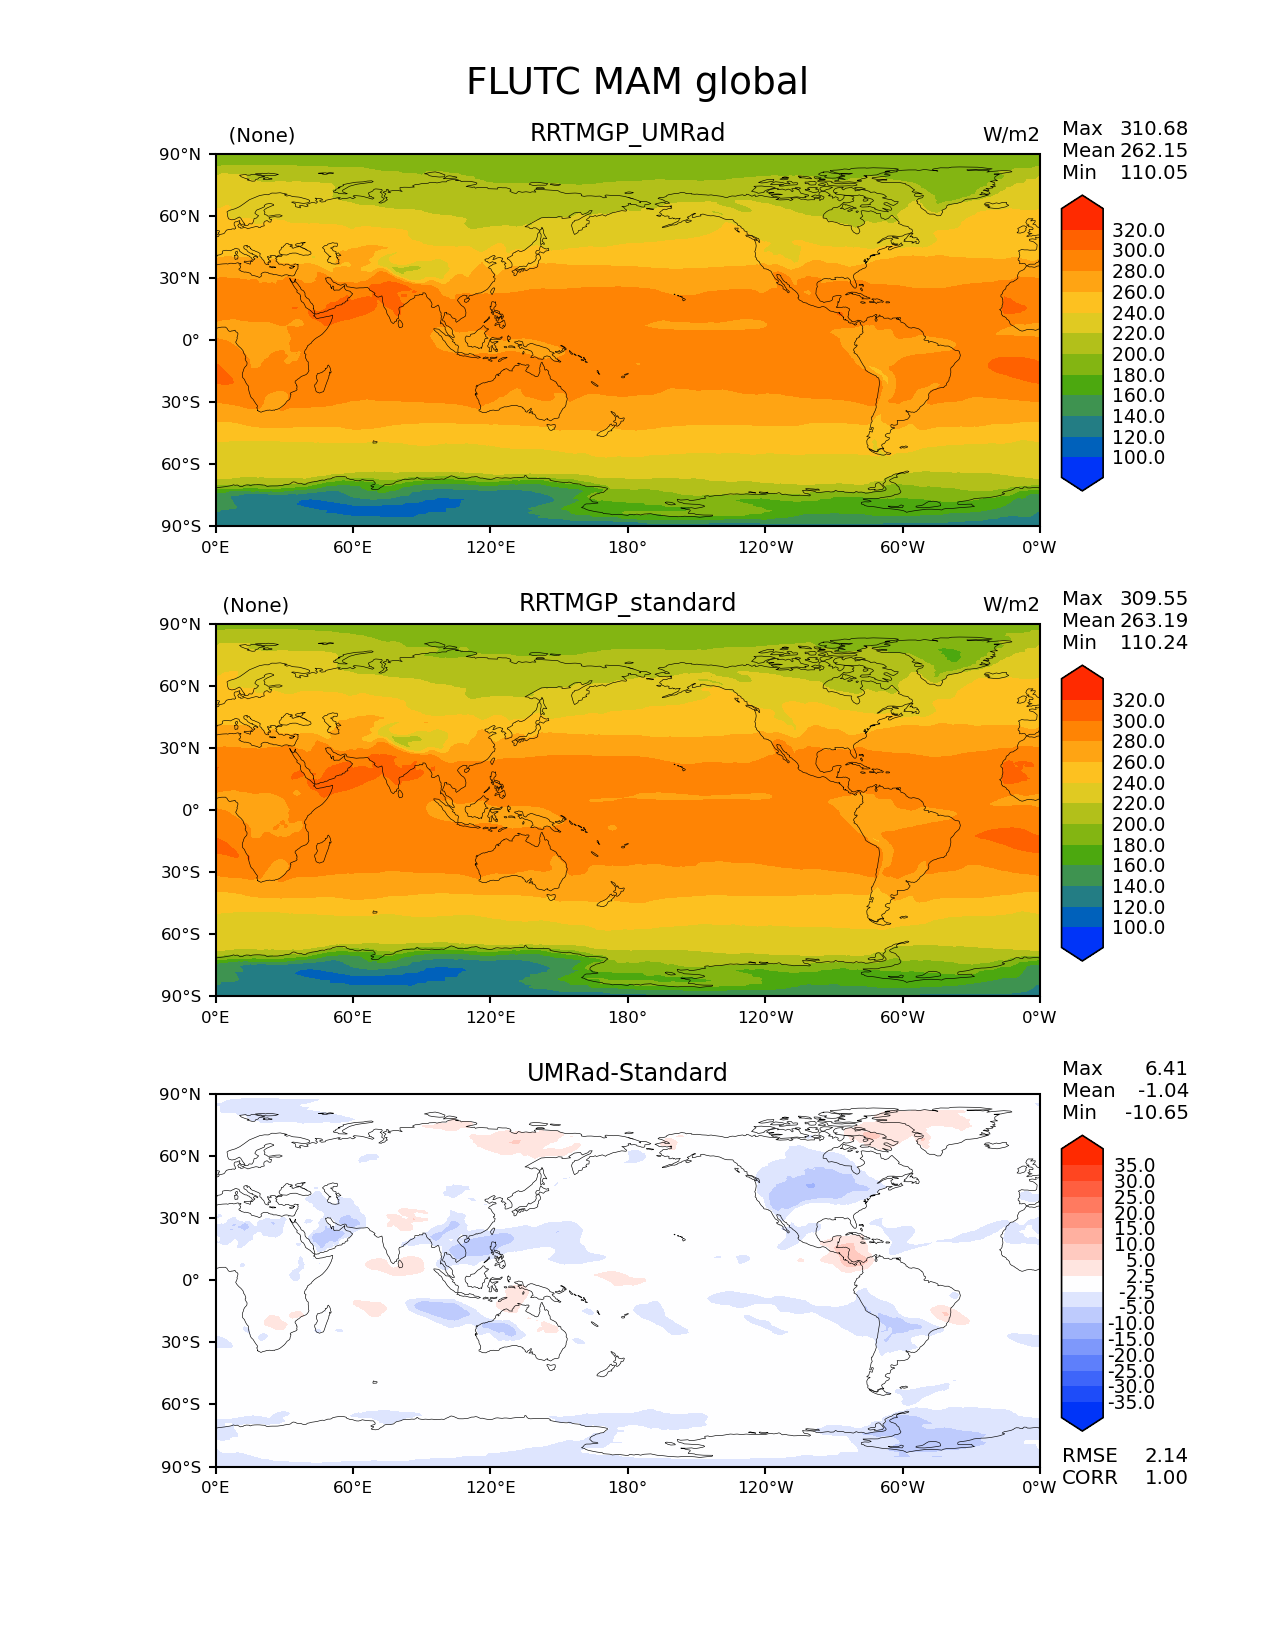 FLUTC MAM global
(None) RRTMGP_UMRad W/m2
Max 310.68
Mean 262.15
Min 110.05
90°N
60°N
30°N
0°
30°S
60°S
90°S
0°E 60°E 120°E 180° 120°W 60°W 0°W
320.0
300.0
280.0
260.0
240.0
220.0
200.0
180.0
160.0
140.0
120.0
100.0
(None) RRTMGP_standard W/m2
Max 309.55
Mean 263.19
Min 110.24
90°N
60°N
30°N
0°
30°S
60°S
90°S
0°E 60°E 120°E 180° 120°W 60°W 0°W
320.0
300.0
280.0
260.0
240.0
220.0
200.0
180.0
160.0
140.0
120.0
100.0
UMRad-Standard
Max 6.41
Mean -1.04
Min -10.65
90°N
60°N
30°N
0°
30°S
60°S
90°S
0°E 60°E 120°E 180° 120°W 60°W 0°W
35.0
30.0
25.0
20.0
15.0
10.0
5.0
2.5
-2.5
-5.0
-10.0
-15.0
-20.0
-25.0
-30.0
-35.0
RMSE 2.14
CORR 1.00